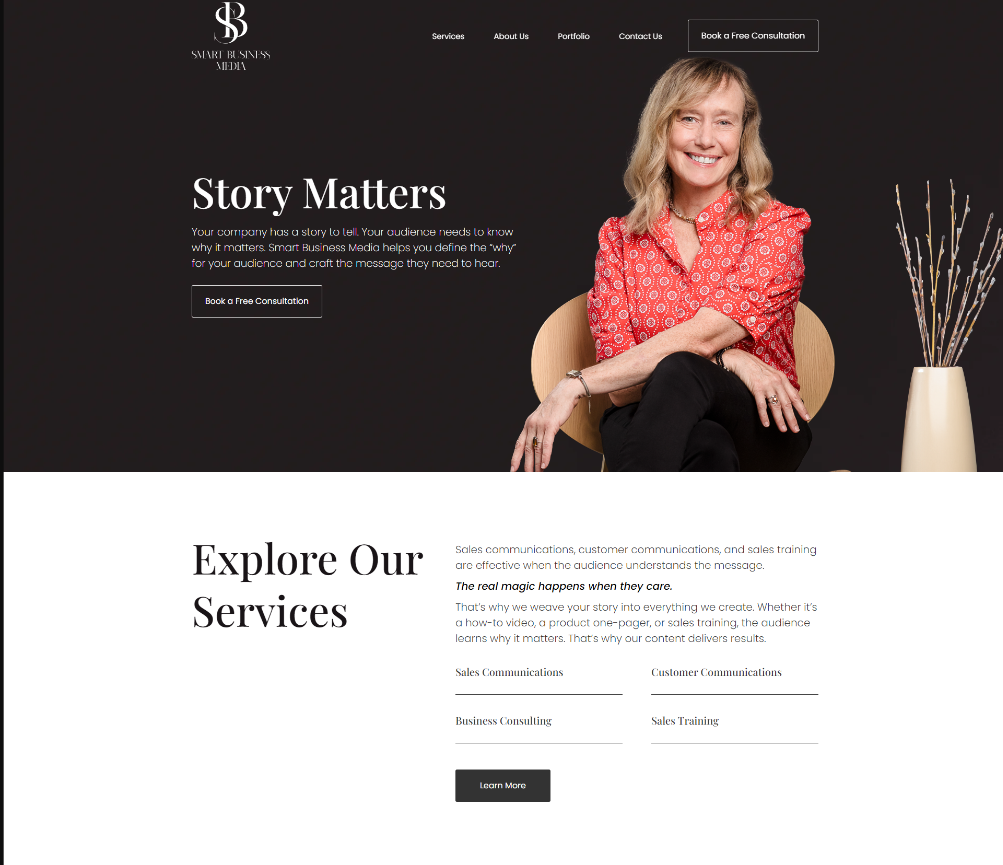 SB
SMART BUSINESS
MEDIA
Services
About Us
Portfolio
Contact Us
Book a Free Consultation
Story Matters
Your company has a story to tell. Your audience needs to know
why it matters. Smart Business Media helps you define the “why”
for your audience and craft the message they need to hear.
Book a Free Consultation
Explore Our
Services
Sales communications, customer communications, and sales training
are effective when the audience understands the message.
The real magic happens when they care.
That’s why we weave your story into everything we create. Whether it’s
a how-to video, a product one-pager, or sales training, the audience
learns why it matters. That’s why our content delivers results.
Sales Communications
Customer Communications
Business Consulting
Sales Training
Learn More